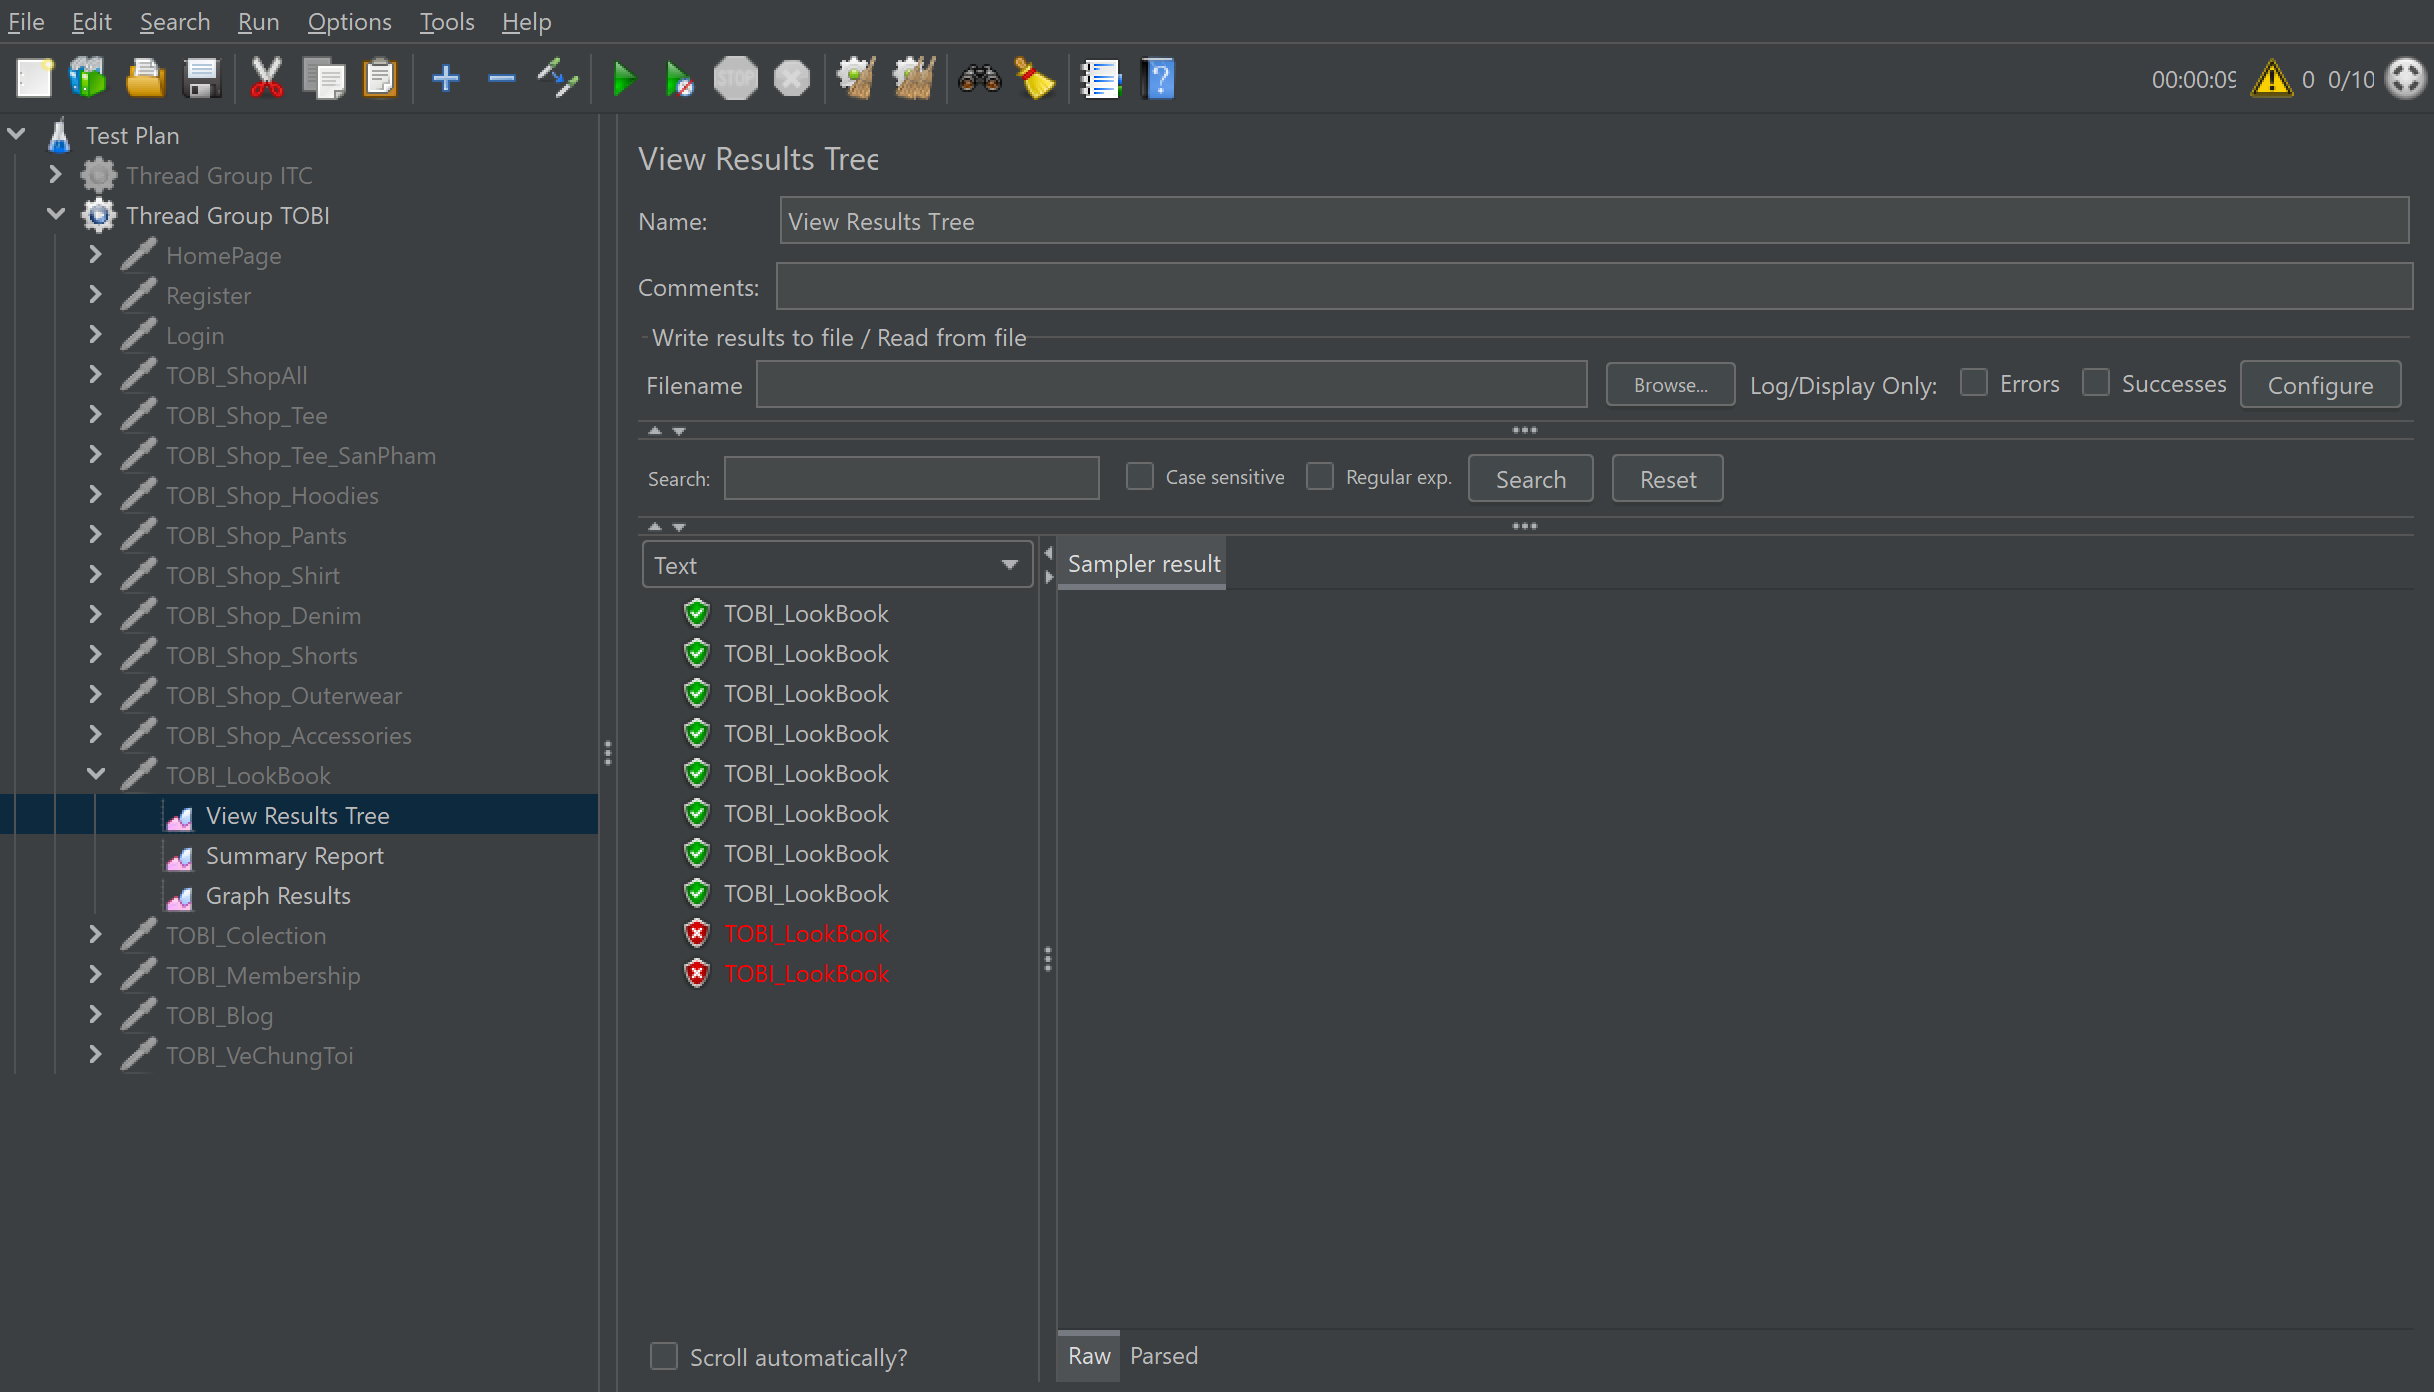 File Edit Search Run Options Tools Help
STOP
00:00:09 0 0/10
Test Plan
Thread Group ITC
Thread Group TOBI
HomePage
Register
Login
TOBI_ShopAll
TOBI_Shop_Tee
TOBI_Shop_Tee_SanPham
TOBI_Shop_Hoodies
TOBI_Shop_Pants
TOBI_Shop_Shirt
TOBI_Shop_Denim
TOBI_Shop_Shorts
TOBI_Shop_Outerwear
TOBI_Shop_Accessories
TOBI_LookBook
View Results Tree
Summary Report
Graph Results
TOBI_Colection
TOBI_Membership
TOBI_Blog
TOBI_VeChungToi
View Results Tree
Name: View Results Tree
Comments:
Write results to file / Read from file
Filename Browse... Log/Display Only: Errors Successes Configure
Search: Case sensitive Regular exp. Search Reset
Text
TOBI_LookBook
TOBI_LookBook
TOBI_LookBook
TOBI_LookBook
TOBI_LookBook
TOBI_LookBook
TOBI_LookBook
TOBI_LookBook
TOBI_LookBook
TOBI_LookBook
Scroll automatically?
Sampler result
Raw Parsed